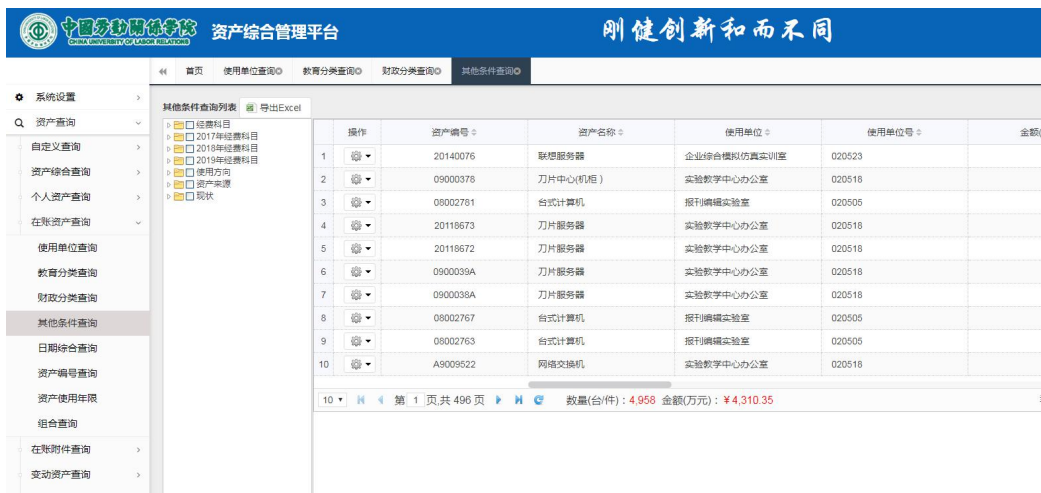 中國劳動關係学院 资产综合管理平台 刚健创新和而不同
CHINA UNIVERSITY OF LABOR RELATIONS
首页 使用单位查询 教育分类查询 财政分类查询 其他条件查询
系统设置
资产查询
自定义查询
资产综合查询
个人资产查询
在账资产查询
使用单位查询
教育分类查询
财政分类查询
其他条件查询
日期综合查询
资产编号查询
资产使用年限
组合查询
在账附件查询
变动资产查询
其他条件查询列表 导出Excel
经费科目
2017年经费科目
2018年经费科目
2019年经费科目
使用方向
资产来源
现状
操作 资产编号 资产名称 使用单位 使用单位号 金额(
1 20140076 联想服务器 企业综合模拟仿真实训室 020523
2 09000378 刀片中心(机柜) 实验教学中心办公室 020518
3 08002781 台式计算机 报刊编辑实验室 020505
4 20118673 刀片服务器 实验教学中心办公室 020518
5 20118672 刀片服务器 实验教学中心办公室 020518
6 0900039A 刀片服务器 实验教学中心办公室 020518
7 0900038A 刀片服务器 实验教学中心办公室 020518
8 08002767 台式计算机 报刊编辑实验室 020505
9 08002763 台式计算机 报刊编辑实验室 020505
10 A9009522 网络交换机 实验教学中心办公室 020518
10 第 1 页,共 496 页 数量(台/件)：4,958 金额(万元)：￥4,310.35